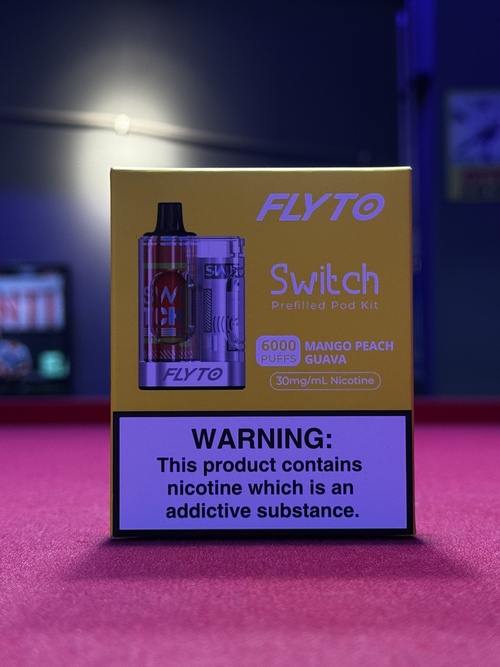 FLYTO
Switch
Prefilled Pod Kit
6000
PUFFS
MANGO PEACH
GUAVA
30mg/mL Nicotine
FLYTO
WARNING:
This product contains
nicotine which is an
addictive substance.